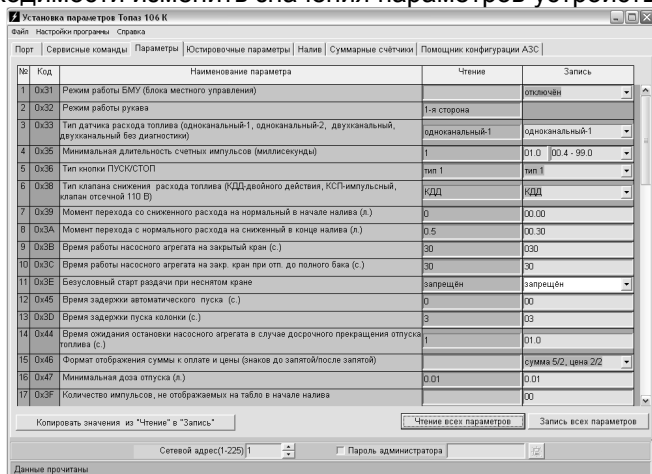 ходимости изменить значения параметров устройств
Установка параметров Топаз 106 К
Файл Настройки программы Справка
Порт Сервисные команды Параметры Юстировочные параметры Налив Суммарные счётчики Помощник конфигурации АЗС
№ Код Наименование параметра Чтение Запись
1 0x31 Режим работы БМУ (блока местного управления) отключён
2 0x32 Режим работы рукава 1-я сторона
3 0x33 Тип датчика расхода топлива (одноканальный-1, одноканальный-2, двухканальный,
двухканальный без диагностики) одноканальный-1 одноканальный-1
4 0x35 Минимальная длительность счетных импульсов (миллисекунды) 1 01.0 00.4 - 99.0
5 0x36 Тип кнопки ПУСК/СТОП тип 1 тип 1
6 0x38 Тип клапана снижения расхода топлива (КДД-двойного действия, КСП-импульсный,
клапан отсечной 110 В) КДД КДД
7 0x39 Момент перехода со сниженного расхода на нормальный в начале налива (л.) 0 00.00
8 0x3A Момент перехода с нормального расхода на сниженный в конце налива (л.) 0.5 00.30
9 0x3B Время работы насосного агрегата на закрытый кран (с.) 30 030
10 0x3C Время работы насосного агрегата на закр. кран при отп. до полного бака (с.) 30 30
11 0x3E Безусловный старт раздачи при неснятом кране запрещён запрещён
12 0x45 Время задержки автоматического пуска (с.) 0 00
13 0x3D Время задержки пуска колонки (с.) 3 03
14 0x44 Время ожидания остановки насосного агрегата в случае досрочного прекращения отпуска
топлива (с.) 1 01.0
15 0x46 Формат отображения суммы к оплате и цены (знаков до запятой/после запятой) сумма 5/2, цена 2/2
16 0x47 Минимальная доза отпуска (л.) 0.01 0.01
17 0x3F Количество импульсов, не отображаемых на табло в начале налива 00
Копировать значения из "Чтение" в "Запись" Чтение всех параметров Запись всех параметров
Сетевой адрес(1-225) 1 Пароль администратора
Данные прочитаны